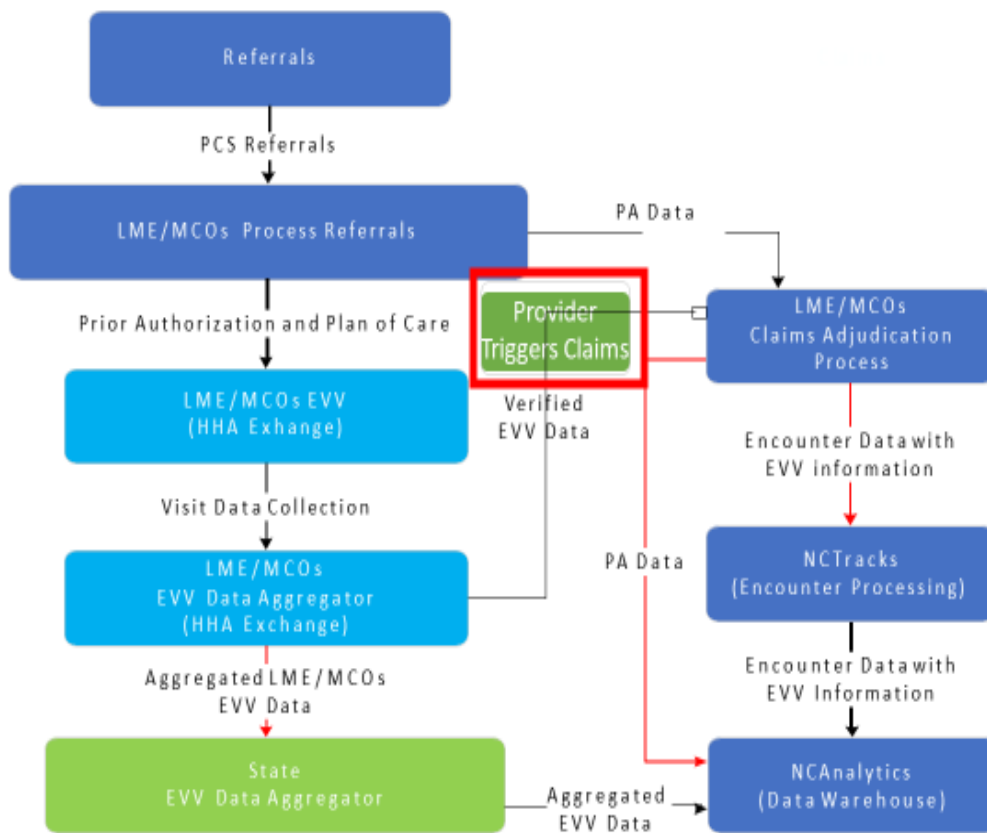 Referrals
PCS Referrals
LME/MCOs Process Referrals
PA Data
Provider
Triggers Claims
LME/MCOs
Claims Adjudication
Process
Prior Authorization and Plan of Care
LME/MCOs EVV
(HHA Exhange)
Verified
EVV Data
Encounter Data with
EVV information
Visit Data Collection
LME/MCOs
EVV Data Aggregator
(HHA Exchange)
PA Data
NCTracks
(Encounter Processing)
Aggregated LME/MCOs
EVV Data
Encounter Data with
EVV Information
State
EVV Data Aggregator
Aggregated
EVV Data
NCAnalytics
(Data Warehouse)